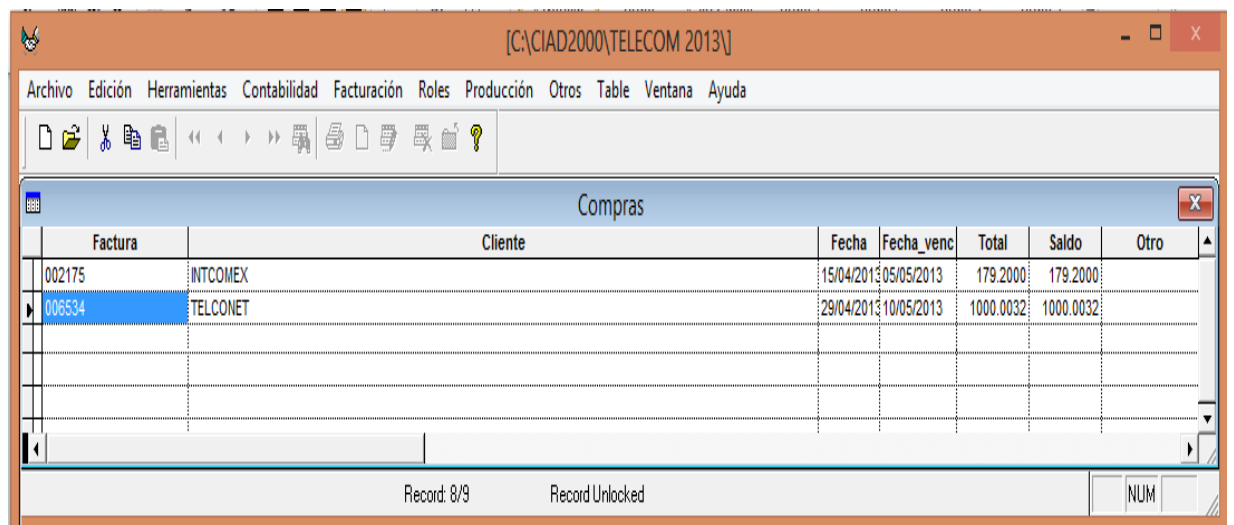 [C:\CIAD2000\TELECOM 2013\]
Archivo Edición Herramientas Contabilidad Facturación Roles Producción Otros Table Ventana Ayuda
Compras
Factura Cliente Fecha Fecha_venc Total Saldo Otro
002175 INTCOMEX 15/04/2013 05/05/2013 179.2000 179.2000
006534 TELCONET 29/04/2013 10/05/2013 1000.0032 1000.0032
Record: 8/9 Record Unlocked NUM